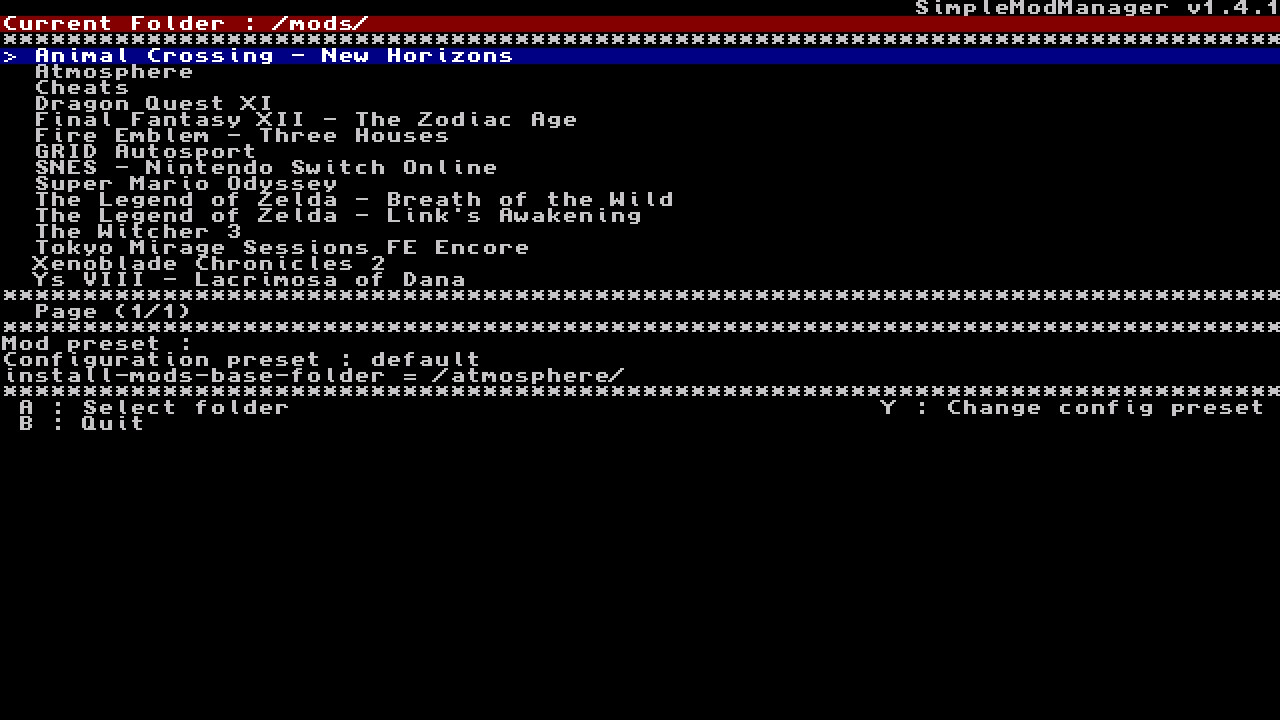 SimpleModManager v1.4.1
Current Folder : /mods/
********************************************************************************
> Animal Crossing - New Horizons
Atmosphere
Cheats
Dragon Quest XI
Final Fantasy XII - The Zodiac Age
Fire Emblem - Three Houses
GRID Autosport
SNES - Nintendo Switch Online
Super Mario Odyssey
The Legend of Zelda - Breath of the Wild
The Legend of Zelda - Link's Awakening
The Witcher 3
Tokyo Mirage Sessions FE Encore
Xenoblade Chronicles 2
Ys VIII - Lacrimosa of Dana
********************************************************************************
Page (1/1)
********************************************************************************
Mod preset :
Configuration preset : default
install-mods-base-folder = /atmosphere/
********************************************************************************
A : Select folder Y : Change config preset
B : Quit